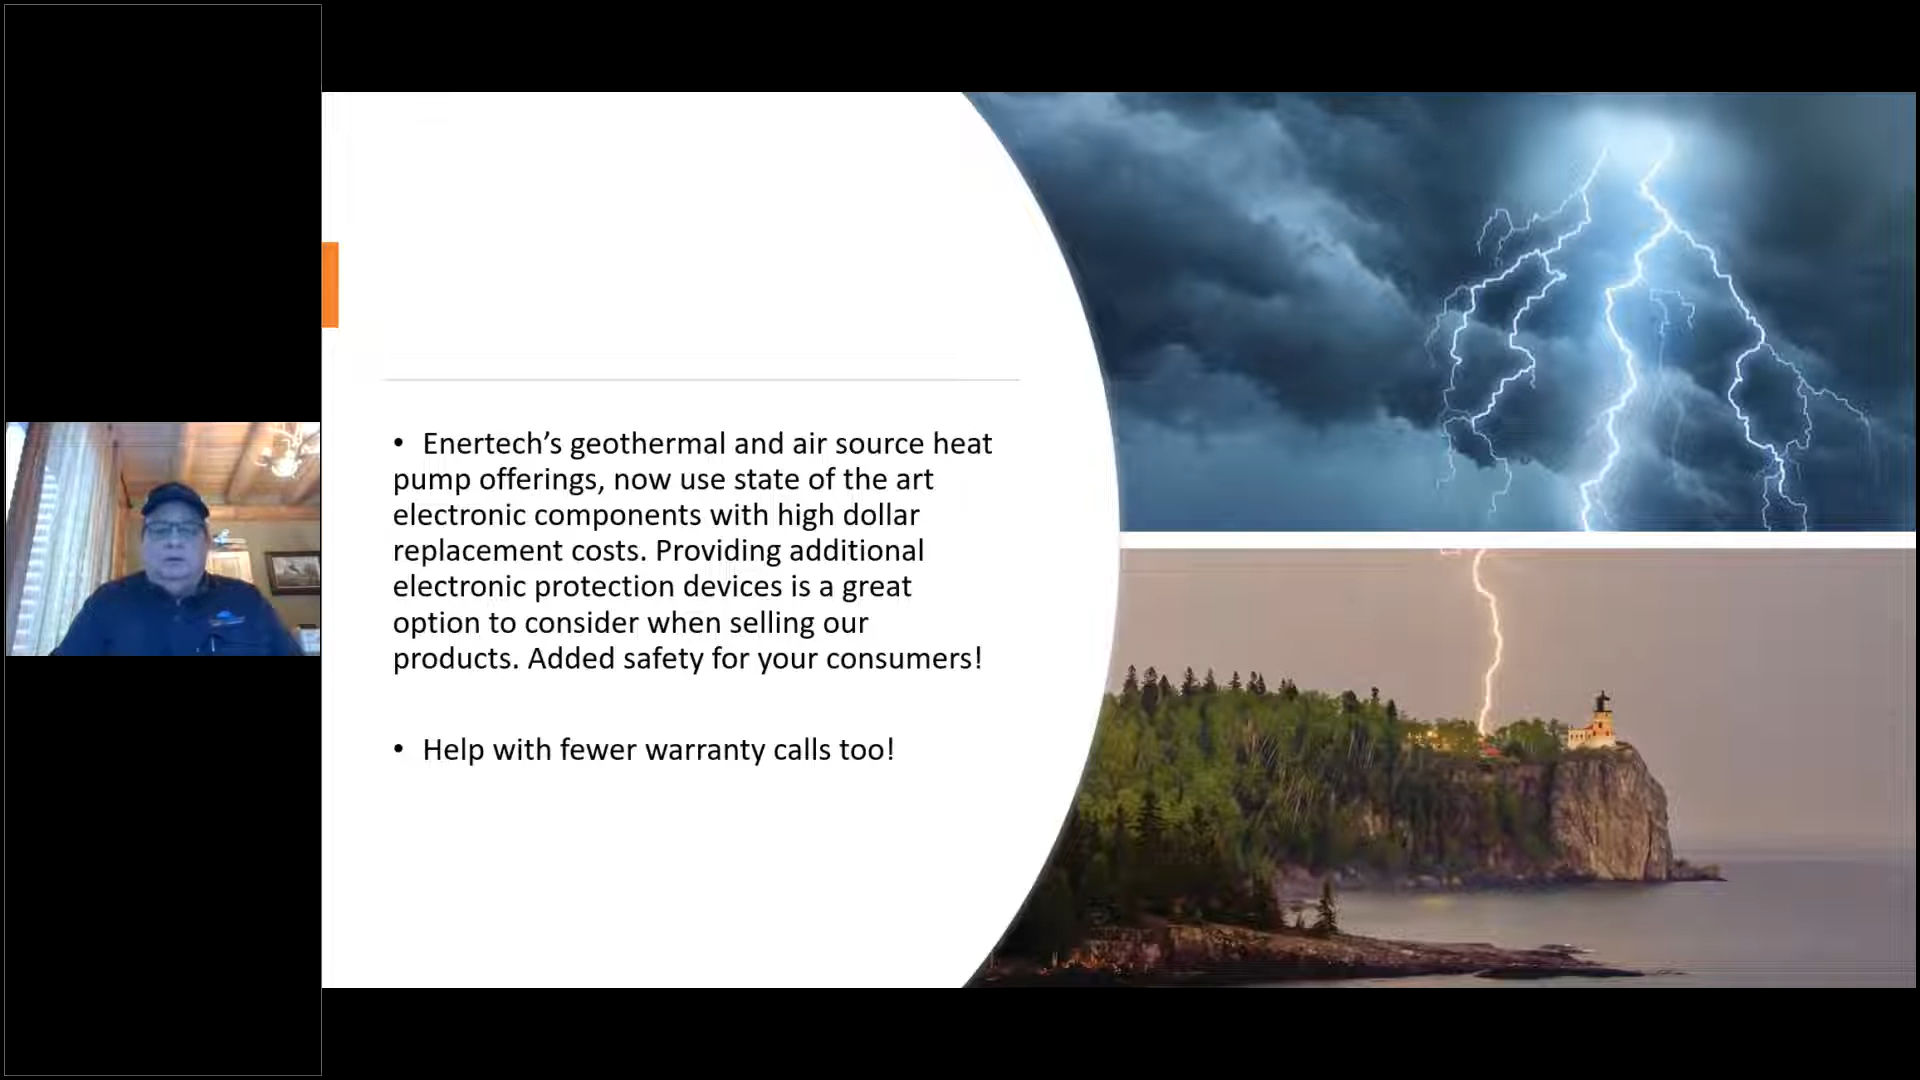 • Enertech’s geothermal and air source heat
pump offerings, now use state of the art
electronic components with high dollar
replacement costs. Providing additional
electronic protection devices is a great
option to consider when selling our
products. Added safety for your consumers!
• Help with fewer warranty calls too!